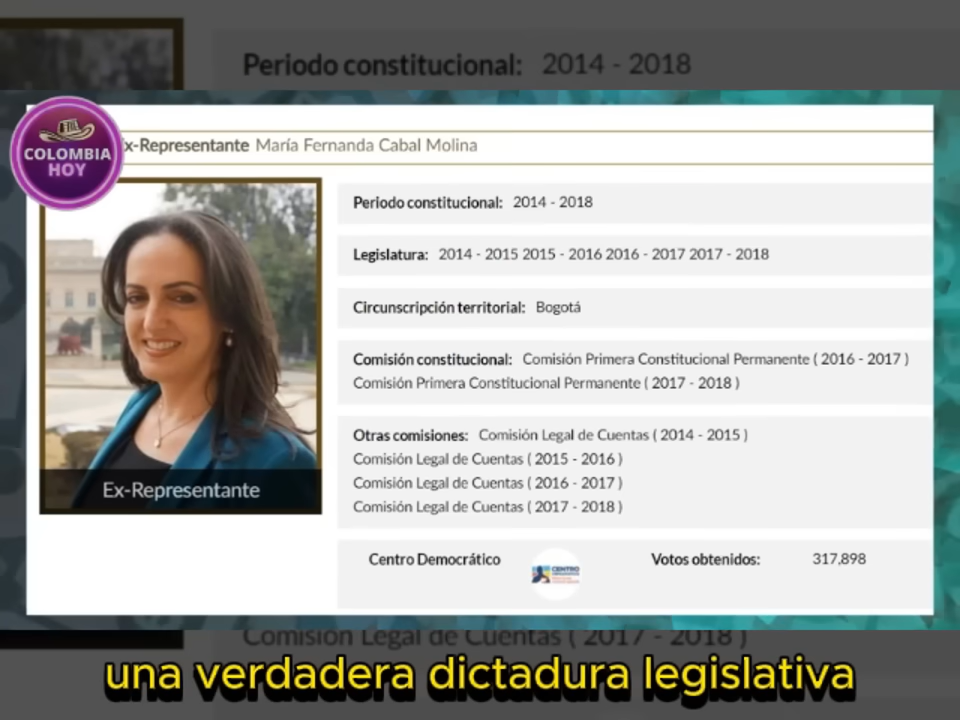 Periodo constitucional: 2014 - 2018
COLOMBIA
HOY
x-Representante María Fernanda Cabal Molina
Periodo constitucional: 2014 - 2018
Legislatura: 2014 - 2015 2015 - 2016 2016 - 2017 2017 - 2018
Circunscripción territorial: Bogotá
Comisión constitucional: Comisión Primera Constitucional Permanente ( 2016 - 2017 )
Comisión Primera Constitucional Permanente ( 2017 - 2018 )
Otras comisiones: Comisión Legal de Cuentas ( 2014 - 2015 )
Comisión Legal de Cuentas ( 2015 - 2016 )
Comisión Legal de Cuentas ( 2016 - 2017 )
Comisión Legal de Cuentas ( 2017 - 2018 )
Ex-Representante
Centro Democrático CENTRO Votos obtenidos: 317,898
Comisión Legal de Cuentas ( 2017 - 2018 )
una verdadera dictadura legislativa